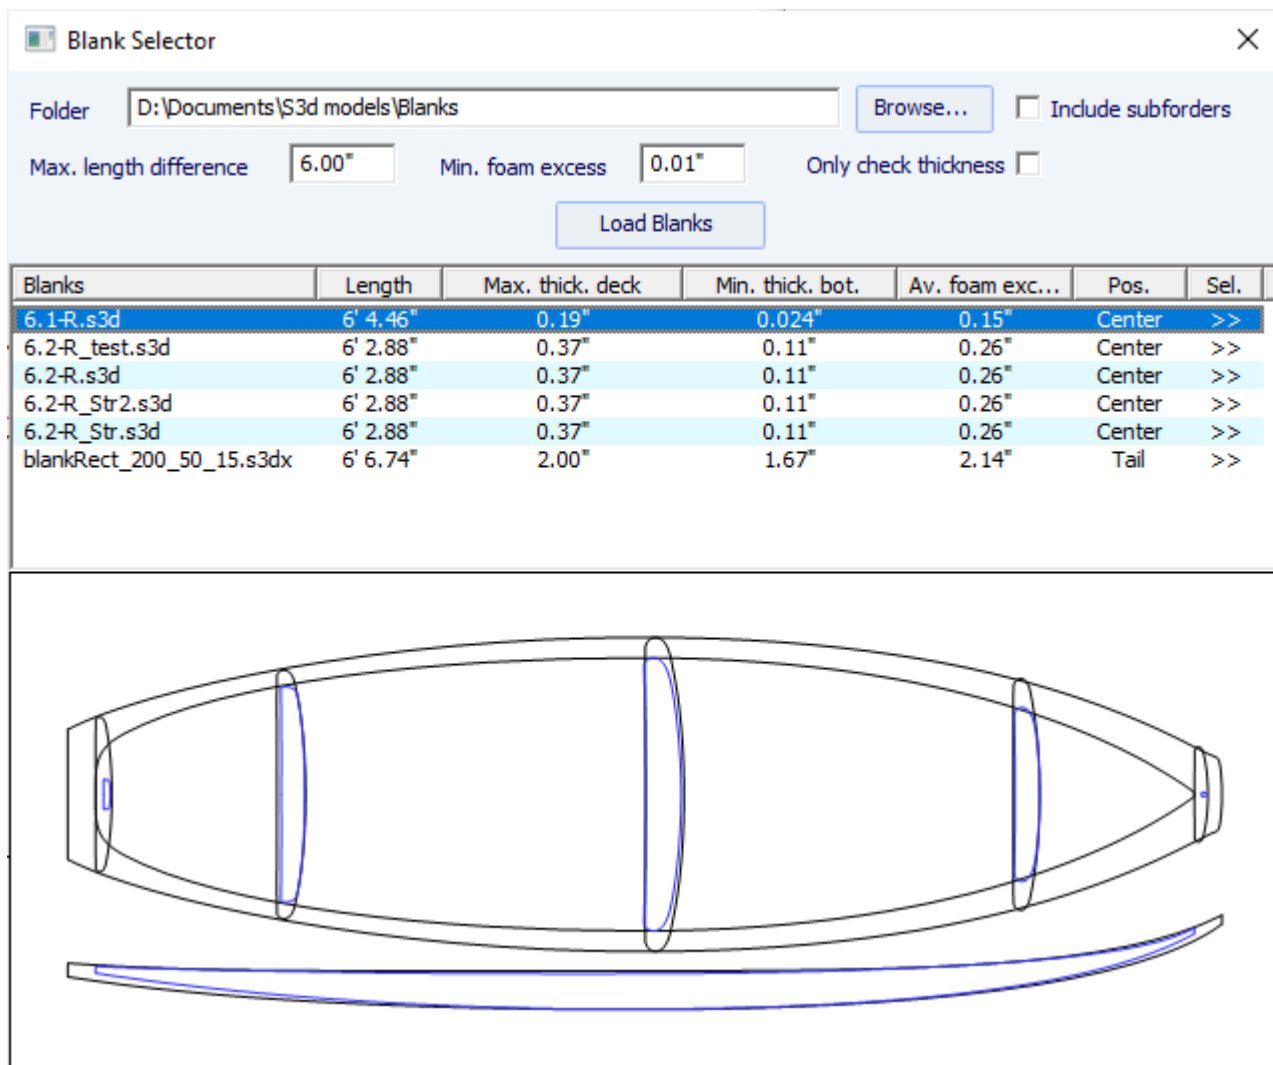 Blank Selector
Folder D:\Documents\S3d models\Blanks Browse... Include subforders
Max. length difference 6.00" Min. foam excess 0.01" Only check thickness
Load Blanks
Blanks Length Max. thick. deck Min. thick. bot. Av. foam exc... Pos. Sel.
6.1-R.s3d 6' 4.46" 0.19" 0.024" 0.15" Center >>
6.2-R_test.s3d 6' 2.88" 0.37" 0.11" 0.26" Center >>
6.2-R.s3d 6' 2.88" 0.37" 0.11" 0.26" Center >>
6.2-R_Str2.s3d 6' 2.88" 0.37" 0.11" 0.26" Center >>
6.2-R_Str.s3d 6' 2.88" 0.37" 0.11" 0.26" Center >>
blankRect_200_50_15.s3dx 6' 6.74" 2.00" 1.67" 2.14" Tail >>